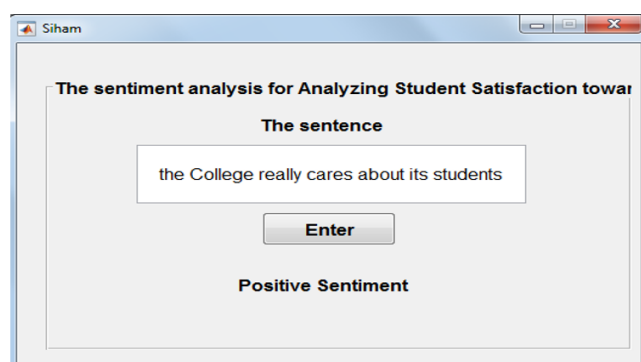 Siham
The sentiment analysis for Analyzing Student Satisfaction towar
The sentence
the College really cares about its students
Enter
Positive Sentiment